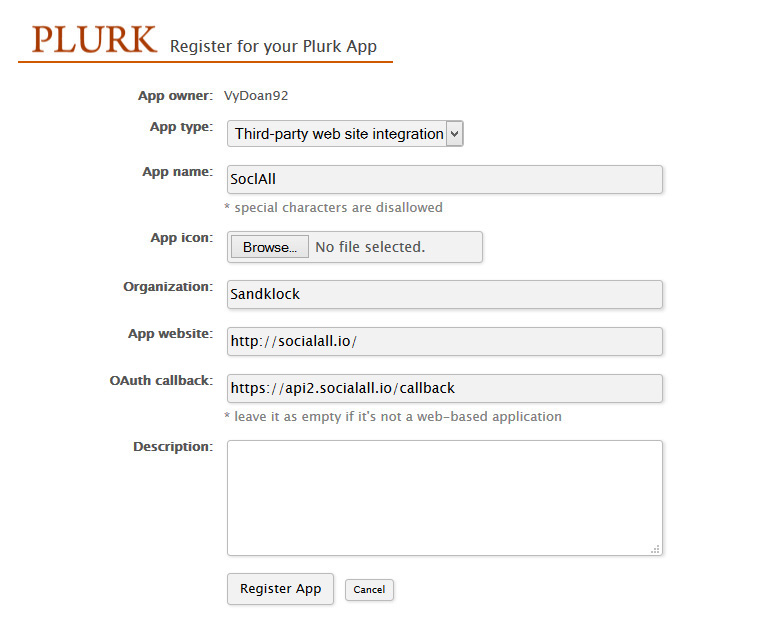 PLURK Register for your Plurk App
App owner: VyDoan92
App type: Third-party web site integration
App name: SoclAll
* special characters are disallowed
App icon: Browse... No file selected.
Organization: Sandklock
App website: http://socialall.io/
OAuth callback: https://api2.socialall.io/callback
* leave it as empty if it's not a web-based application
Description:
Register App Cancel